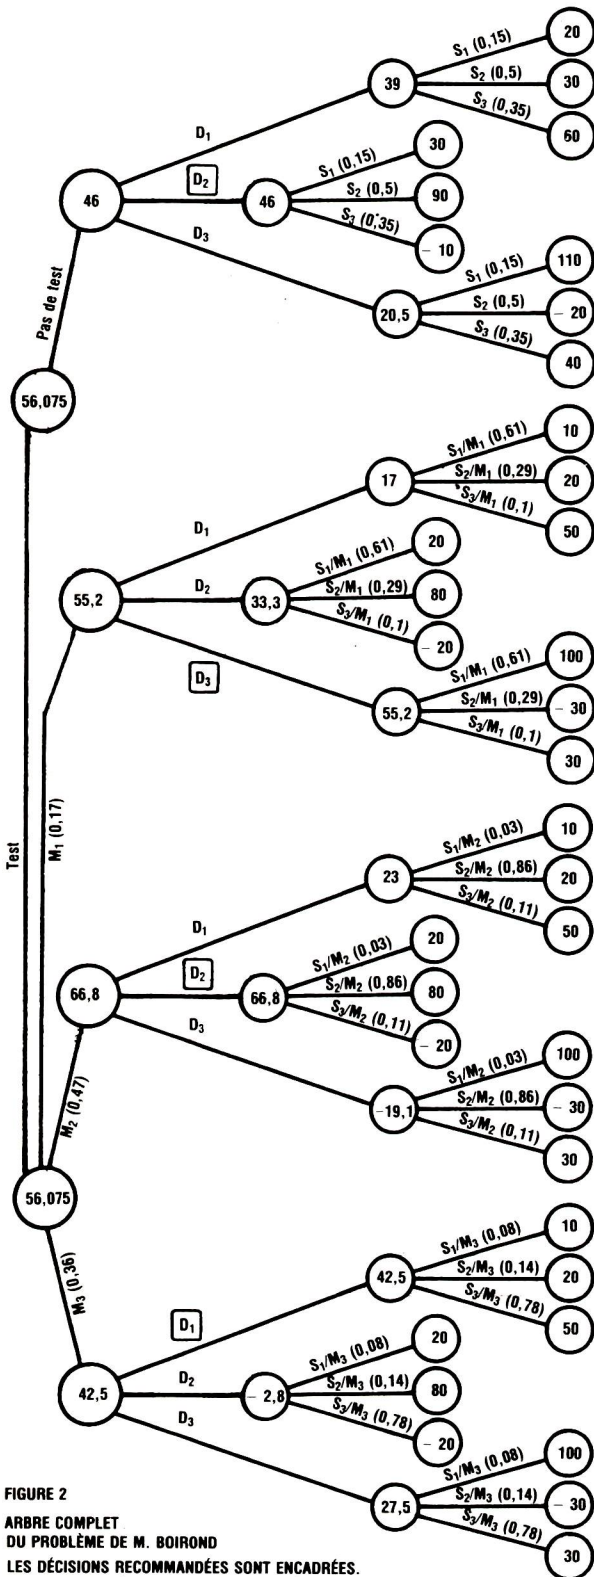 S₁ (0,15)
20
39
S₂ (0,5)
30
S₃ (0,35)
60
D₁
S₁ (0,15)
30
46
D₂
46
S₂ (0,5)
90
S₃ (0,35)
– 10
D₃
S₁ (0,15)
110
20,5
S₂ (0,5)
– 20
S₃ (0,35)
40
Pas de test
56,075
S₁/M₁ (0,61)
10
17
S₂/M₁ (0,29)
20
S₃/M₁ (0,1)
50
D₁
S₁/M₁ (0,61)
20
55,2
D₂
33,3
S₂/M₁ (0,29)
80
S₃/M₁ (0,1)
– 20
D₃
S₁/M₁ (0,61)
100
55,2
S₂/M₁ (0,29)
– 30
S₃/M₁ (0,1)
30
Test
M₁ (0,17)
S₁/M₂ (0,03)
10
23
S₂/M₂ (0,86)
20
S₃/M₂ (0,11)
50
D₁
S₁/M₂ (0,03)
20
66,8
D₂
66,8
S₂/M₂ (0,86)
80
S₃/M₂ (0,11)
– 20
D₃
S₁/M₂ (0,03)
100
–19,1
S₂/M₂ (0,86)
– 30
S₃/M₂ (0,11)
30
M₂ (0,47)
56,075
M₃ (0,36)
S₁/M₃ (0,08)
10
42,5
S₂/M₃ (0,14)
20
S₃/M₃ (0,78)
50
D₁
S₁/M₃ (0,08)
20
42,5
D₂
– 2,8
S₂/M₃ (0,14)
80
S₃/M₃ (0,78)
– 20
D₃
S₁/M₃ (0,08)
100
27,5
S₂/M₃ (0,14)
– 30
S₃/M₃ (0,78)
30
FIGURE 2
ARBRE COMPLET
DU PROBLÈME DE M. BOIROND
LES DÉCISIONS RECOMMANDÉES SONT ENCADRÉES.